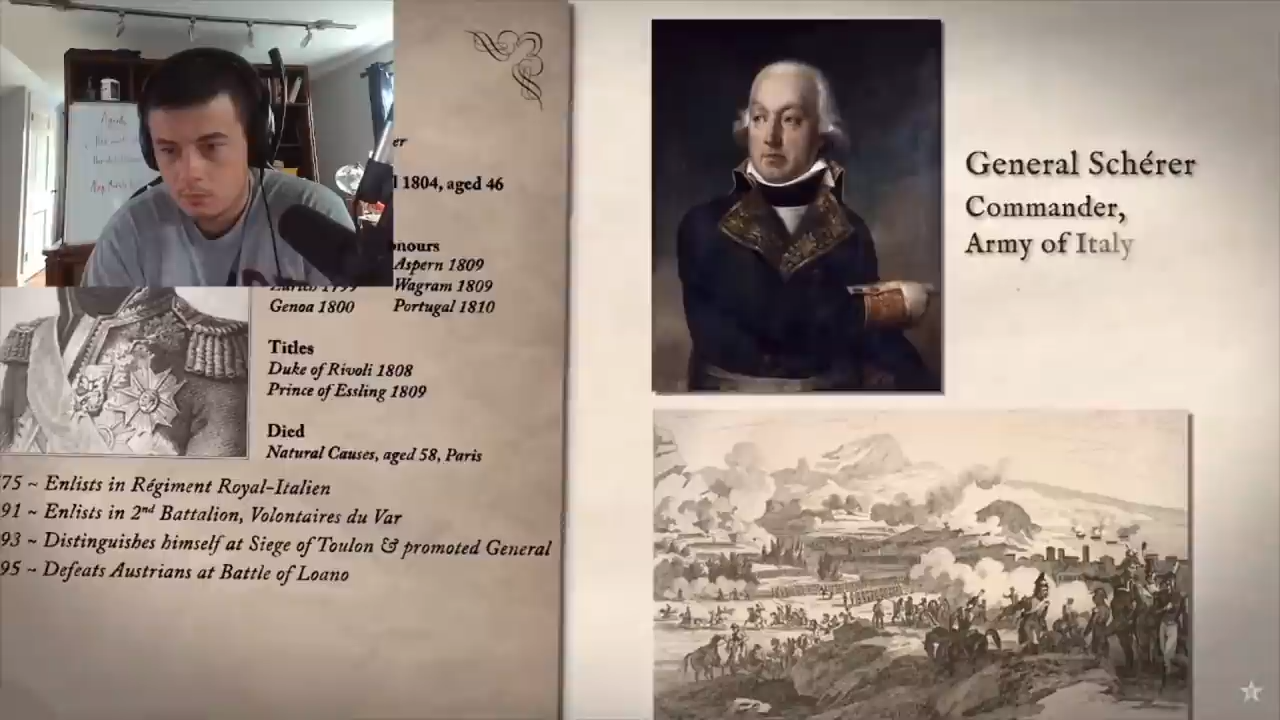 er
l 1804, aged 46
onours
Aspern 1809
Zurich 1799
Wagram 1809
Genoa 1800
Portugal 1810
Titles
Duke of Rivoli 1808
Prince of Essling 1809
Died
Natural Causes, aged 58, Paris
75 ~ Enlists in Régiment Royal-Italien
91 ~ Enlists in 2nd Battalion, Volontaires du Var
93 ~ Distinguishes himself at Siege of Toulon & promoted General
95 ~ Defeats Austrians at Battle of Loano
General Schérer
Commander,
Army of Italy